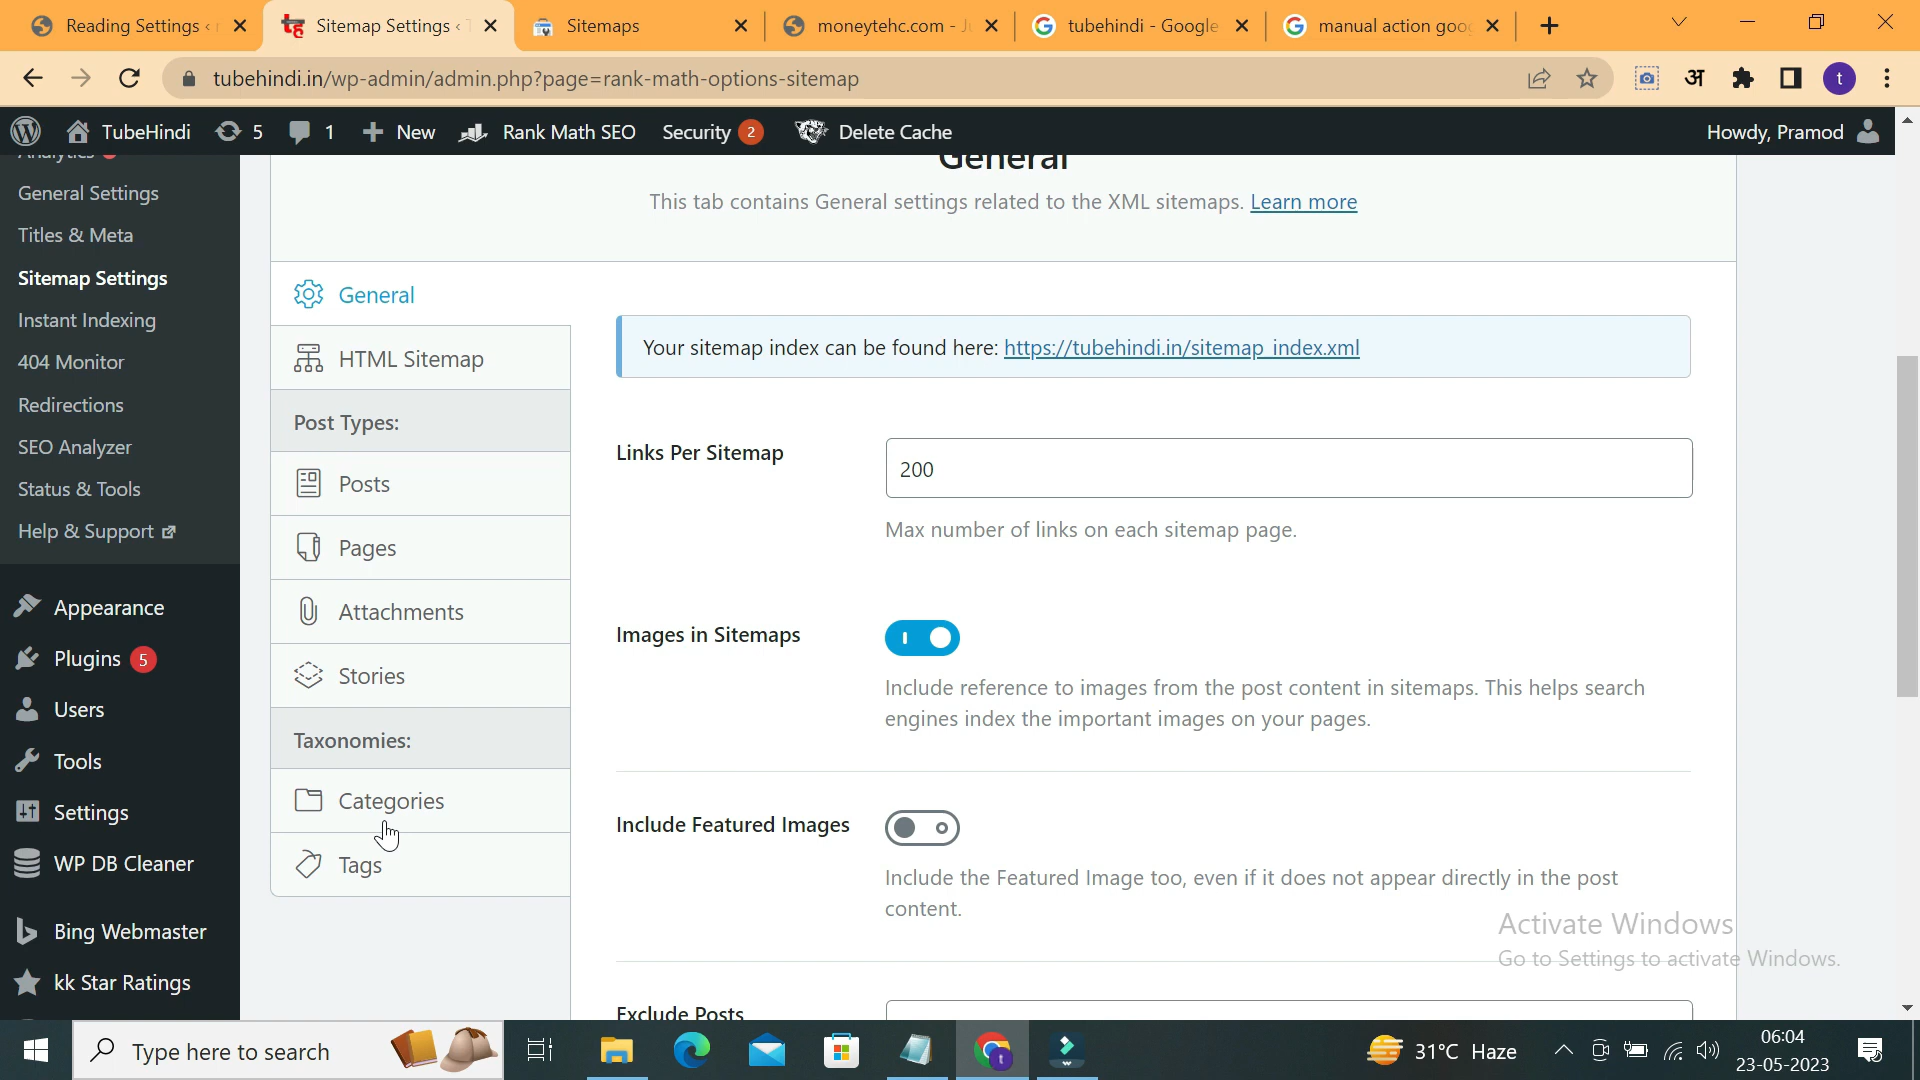 Reading Settings ‹
Sitemap Settings ‹
Sitemaps
moneytehc.com -
tubehindi - Google
manual action goo
tubehindi.in/wp-admin/admin.php?page=rank-math-options-sitemap
अ
t
TubeHindi
5
1
New
Rank Math SEO
Security 2
Delete Cache
Howdy, Pramod
Analytics
General Settings
Titles & Meta
Sitemap Settings
Instant Indexing
404 Monitor
Redirections
SEO Analyzer
Status & Tools
Help & Support
Appearance
Plugins 5
Users
Tools
Settings
WP DB Cleaner
Bing Webmaster
kk Star Ratings
General
This tab contains General settings related to the XML sitemaps. Learn more
General
HTML Sitemap
Post Types:
Posts
Pages
Attachments
Stories
Taxonomies:
Categories
Tags
Your sitemap index can be found here: https://tubehindi.in/sitemap_index.xml
Links Per Sitemap
200
Max number of links on each sitemap page.
Images in Sitemaps
Include reference to images from the post content in sitemaps. This helps search
engines index the important images on your pages.
Include Featured Images
Include the Featured Image too, even if it does not appear directly in the post
content.
Exclude Posts
Activate Windows
Go to Settings to activate Windows.
Type here to search
31°C Haze
06:04
23-05-2023